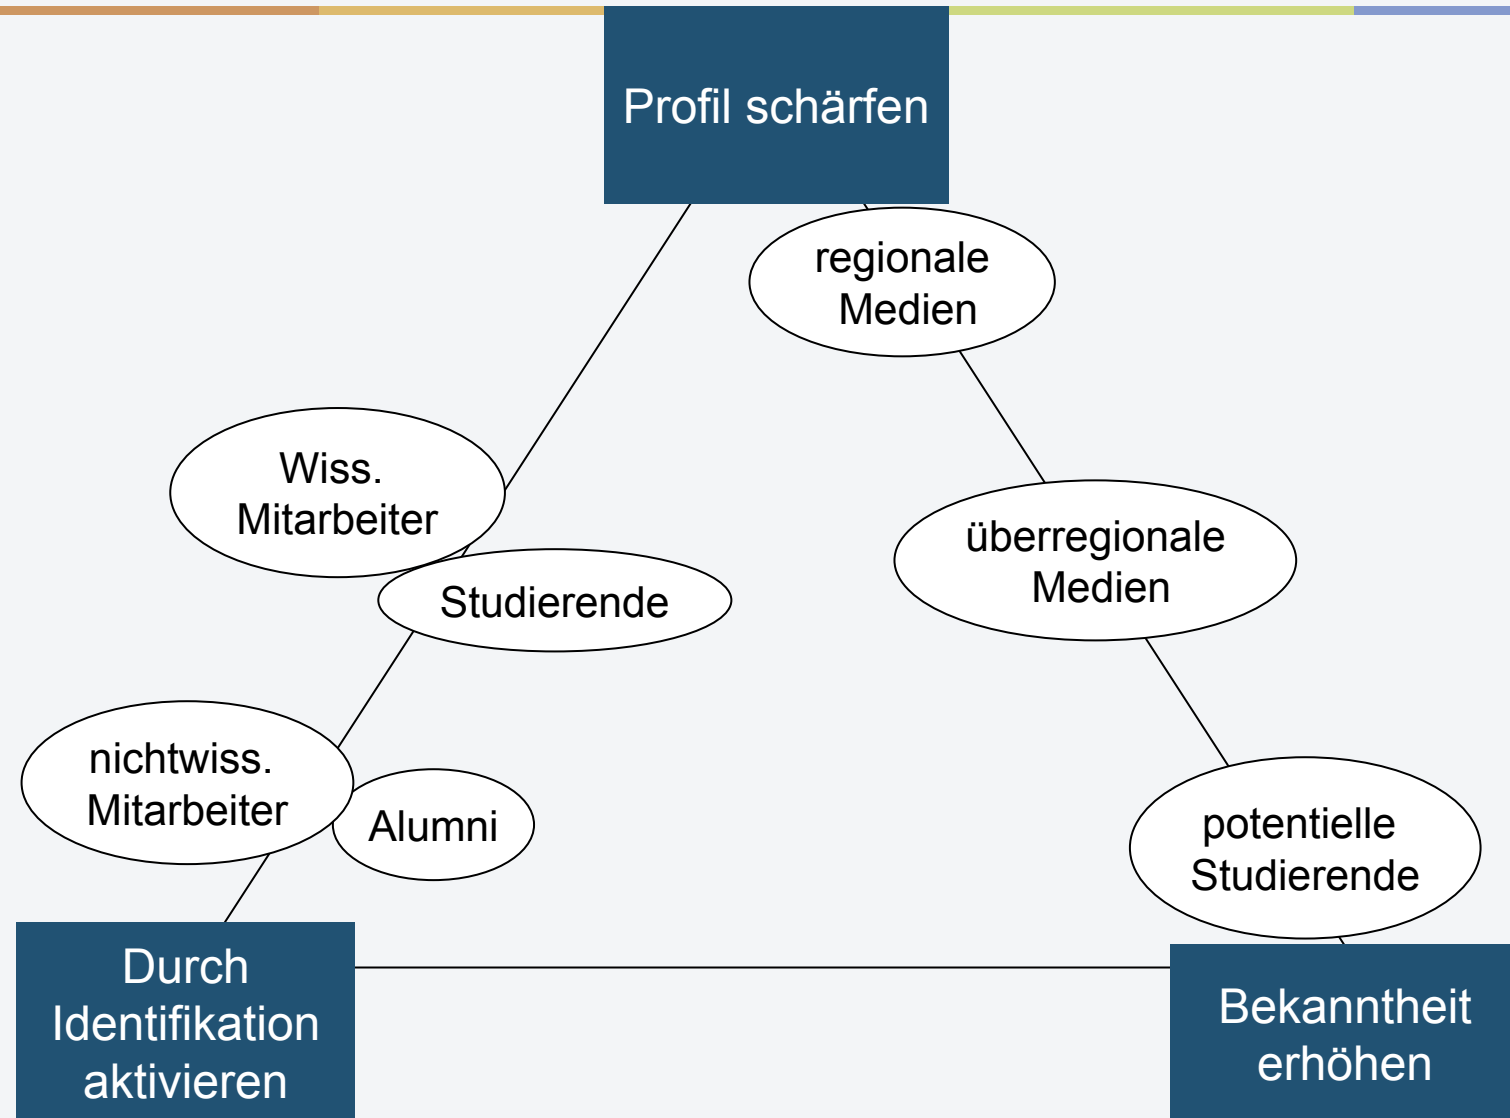 Profil schärfen
regionale
Medien
Wiss.
Mitarbeiter
überregionale
Medien
Studierende
nichtwiss.
Mitarbeiter
Alumni
potentielle
Studierende
Durch
Identifikation
aktivieren
Bekanntheit
erhöhen